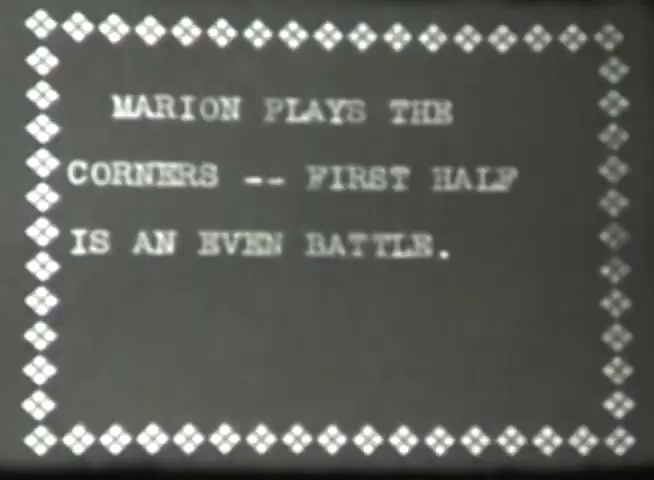 MARION PLAYS THE
CORNERS -- FIRST HALF
IS AN EVEN BATTLE.